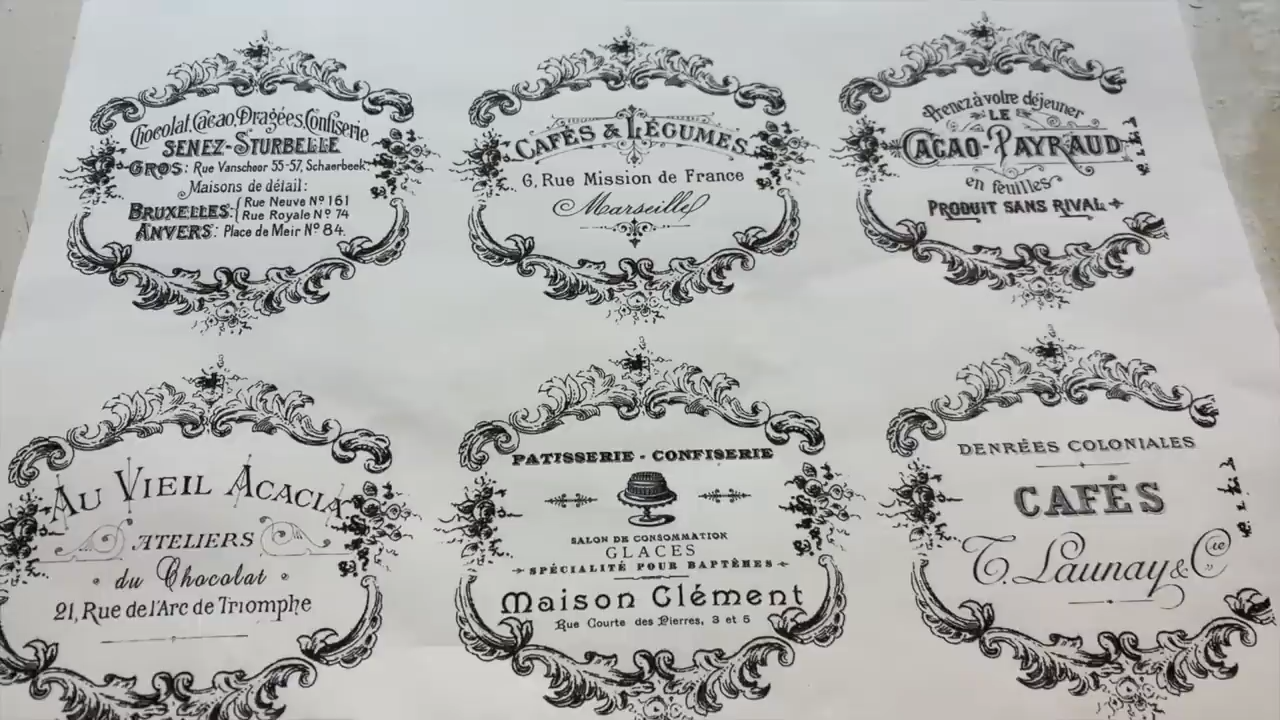 Chocolat, Cacao, Dragées, Confiserie
SENEZ-STURBELLE
GROS: Rue Vanschoor 55-57, Schaerbeek.
Maisons de détail:
BRUXELLES: Rue Neuve Nº 161
Rue Royale Nº 74
ANVERS: Place de Meir Nº 84.
CAFÉS & LÉGUMES
6, Rue Mission de France
Marseille
Prenez à votre déjeuner
LE
CACAO-PAYRAUD
en feuilles
PRODUIT SANS RIVAL
AU VIEIL ACACIA
ATELIERS
du Chocolat
21, Rue de l'Arc de Triomphe
PATISSERIE - CONFISERIE
SALON DE CONSOMMATION
GLACES
SPÉCIALITÉ POUR BAPTÊMES
Maison Clément
Rue Courte des Pierres, 3 et 5
DENRÉES COLONIALES
CAFÉS
T. Launay & Cie